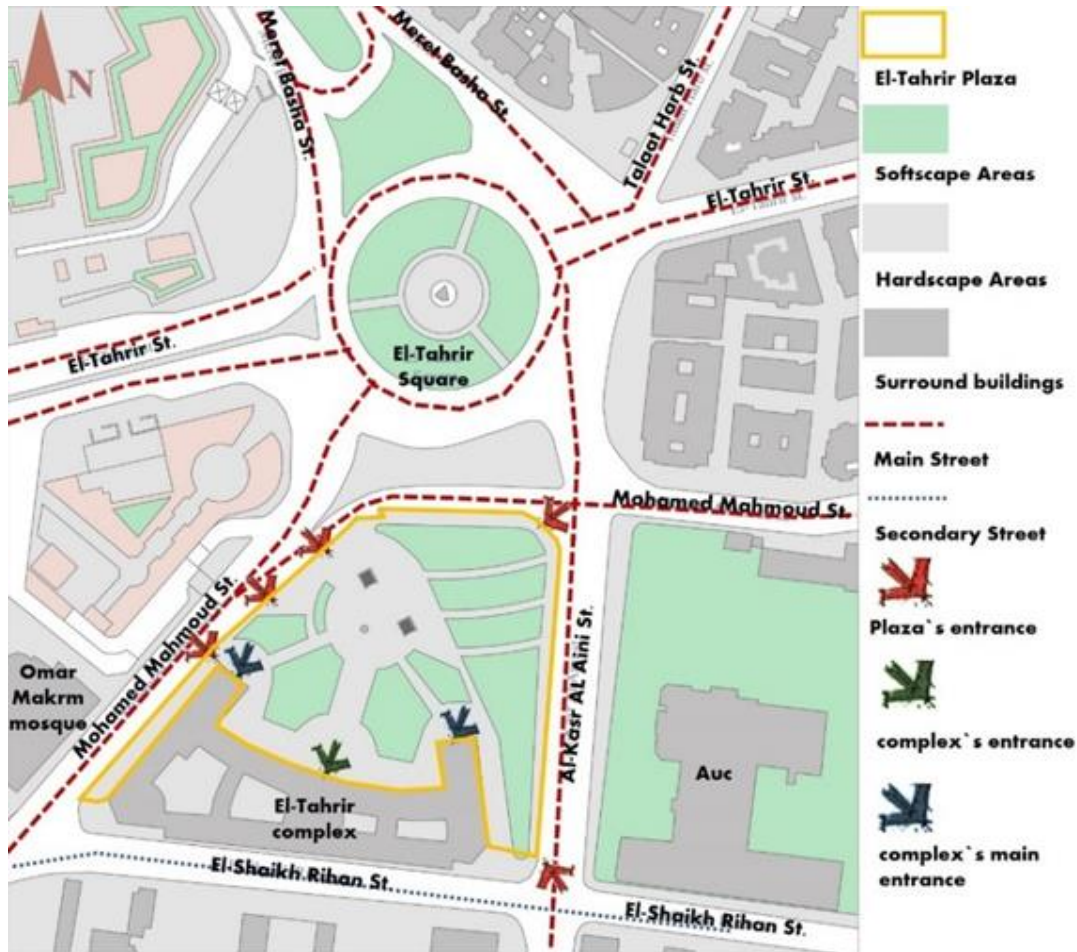 N
Meret Basha St.
Meret Basha St.
Talaat Harb St.
El-Tahrir St.
El-Tahrir St.
El-Tahrir
Square
Mohamed Mahmoud St.
Mohamed Mahmoud St.
Omar
Makrm
mosque
Al-Kasr AL Aini St.
Auc
El-Tahrir
complex
El-Shaikh Rihan St.
El-Shaikh Rihan St.
El-Tahrir Plaza
Softscape Areas
Hardscape Areas
Surround buildings
Main Street
Secondary Street
Plaza`s entrance
complex`s entrance
complex`s main
entrance